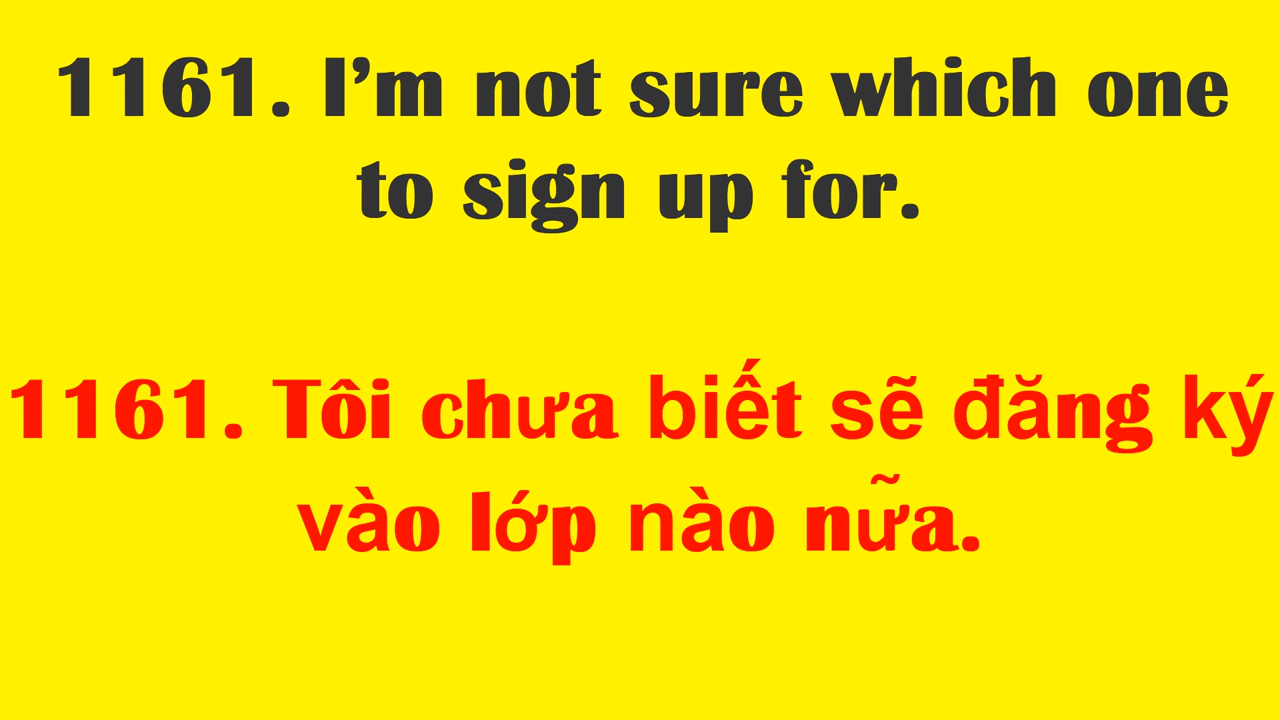 1161. I’m not sure which one
to sign up for.
1161. Tôi chưa biết sẽ đăng ký
vào lớp nào nữa.